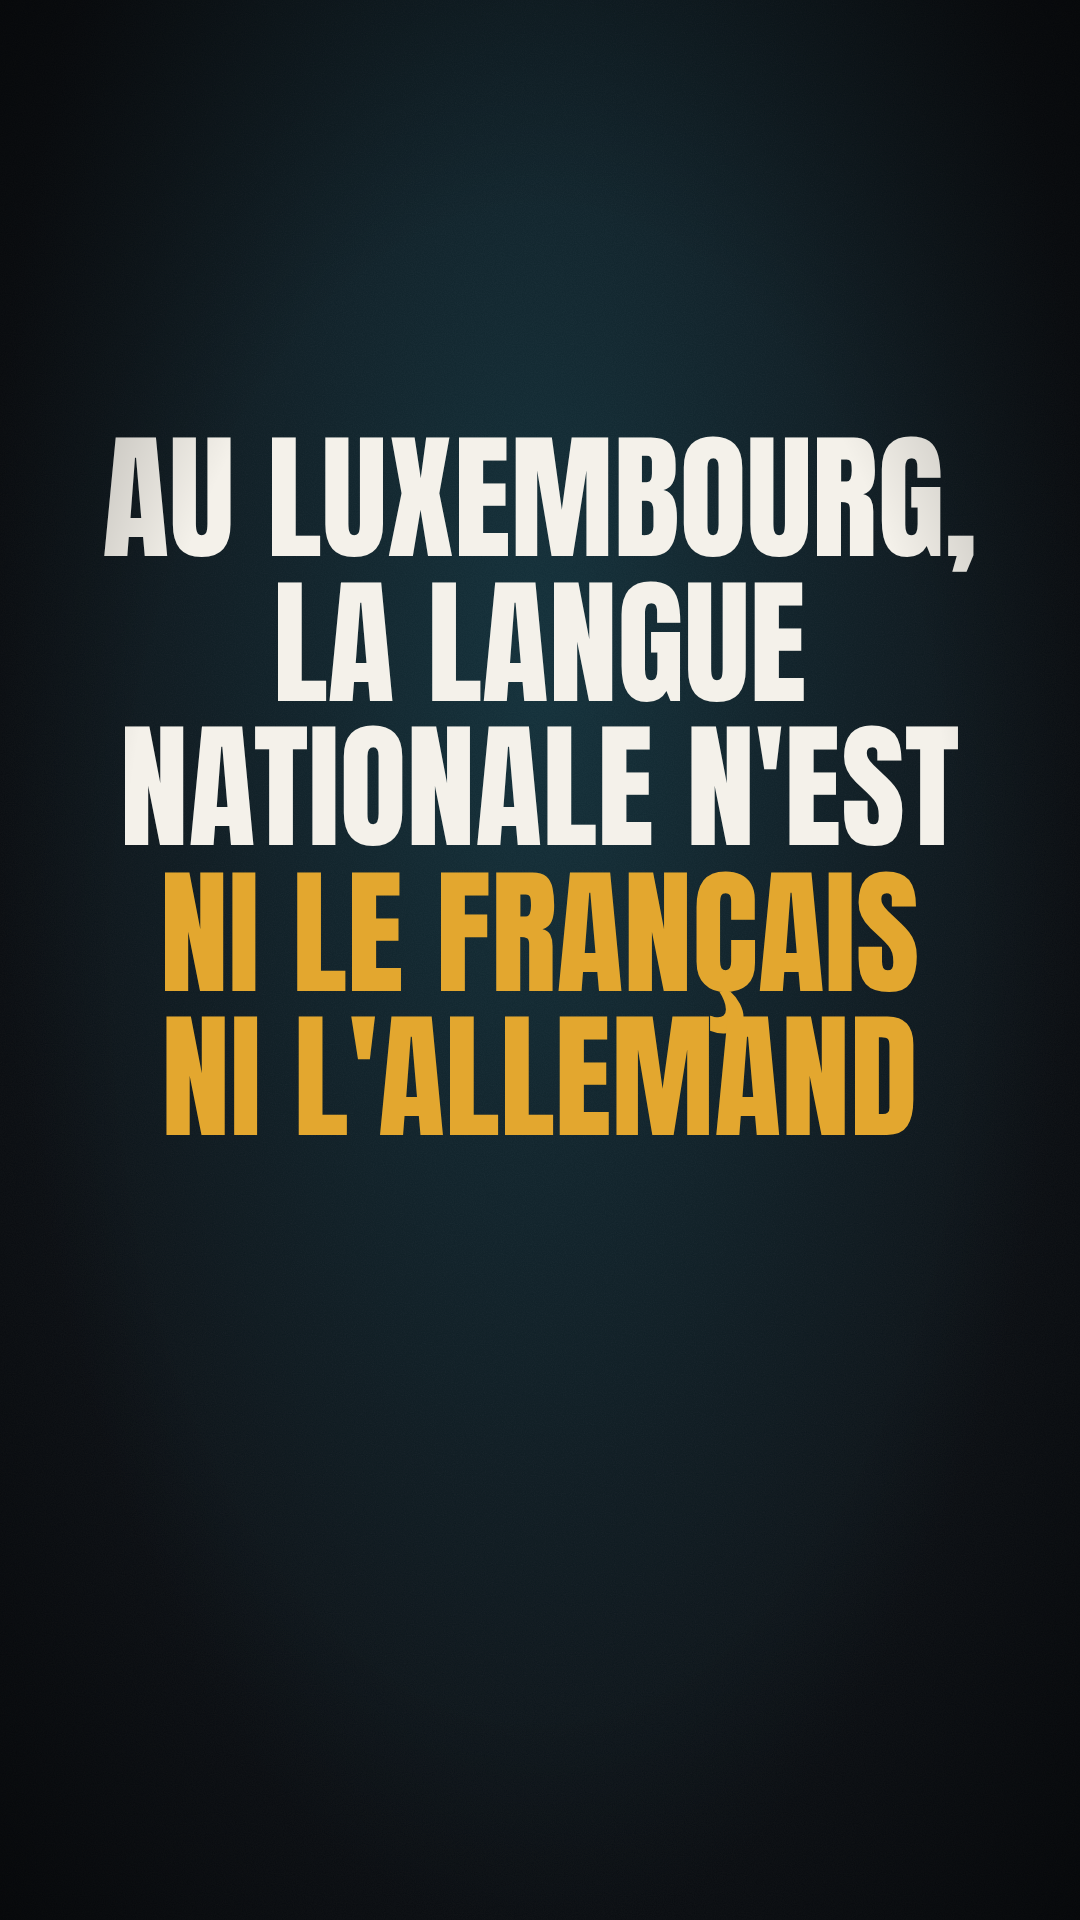 AU LUXEMBOURG,
LA LANGUE
NATIONALE N'EST
NI LE FRANÇAIS
NI L'ALLEMAND